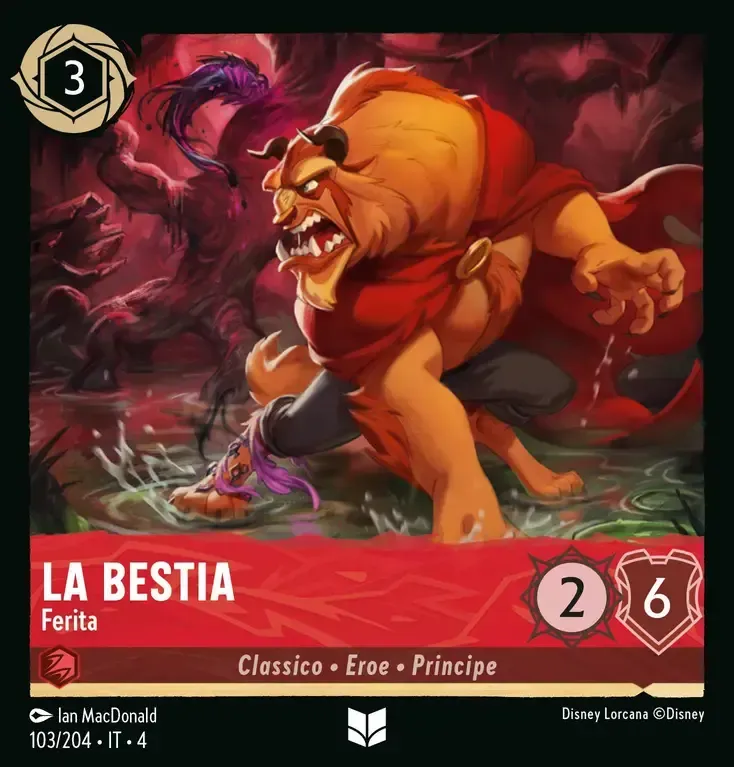 3
LA BESTIA
Ferita
2
6
Classico • Eroe • Principe
Ian MacDonald
Disney Lorcana ©Disney
103/204 • IT • 4